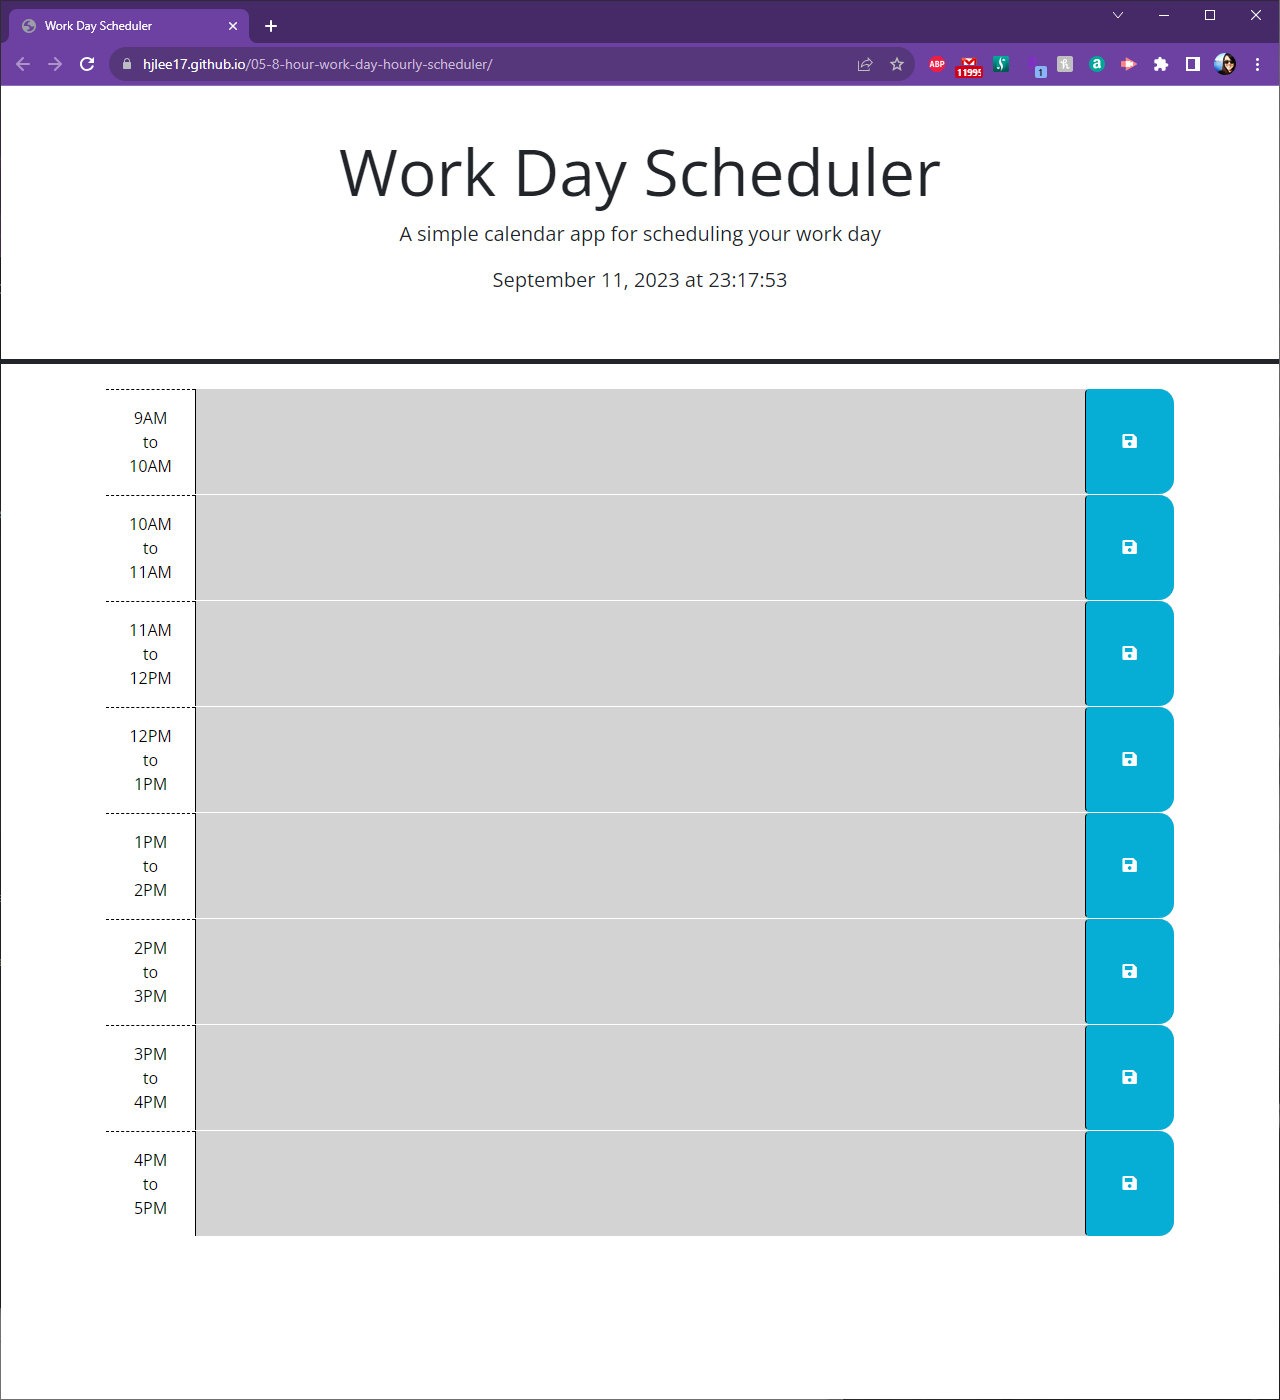 Work Day Scheduler
hjlee17.github.io/05-8-hour-work-day-hourly-scheduler/
ABP
11995
1
a
Work Day Scheduler
A simple calendar app for scheduling your work day
September 11, 2023 at 23:17:53
9AM
to
10AM
10AM
to
11AM
11AM
to
12PM
12PM
to
1PM
1PM
to
2PM
2PM
to
3PM
3PM
to
4PM
4PM
to
5PM